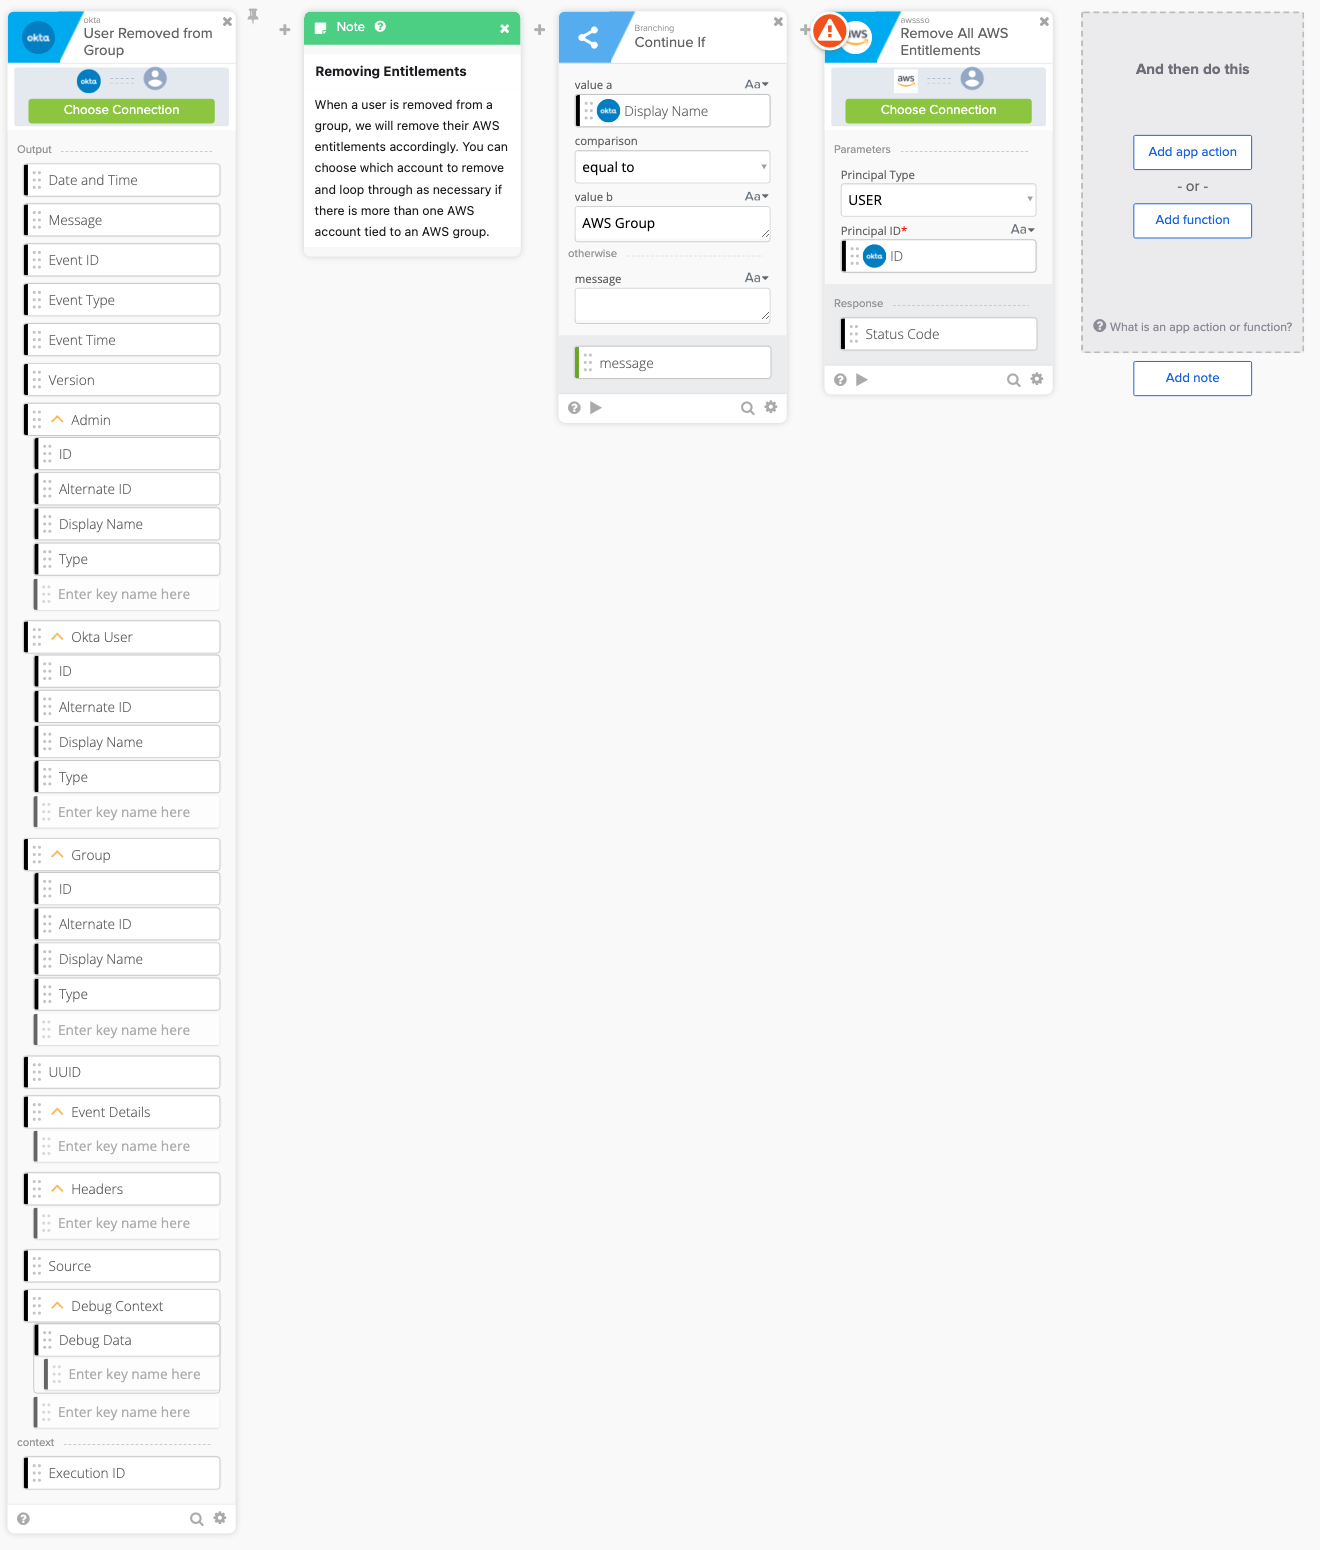 okta
okta
User Removed from
Group
okta
Choose Connection
Output
Date and Time
Message
Event ID
Event Type
Event Time
Version
Admin
ID
Alternate ID
Display Name
Type
Enter key name here
Okta User
ID
Alternate ID
Display Name
Type
Enter key name here
Group
ID
Alternate ID
Display Name
Type
Enter key name here
UUID
Event Details
Enter key name here
Headers
Enter key name here
Source
Debug Context
Debug Data
Enter key name here
Enter key name here
context
Execution ID
Note
Removing Entitlements
When a user is removed from a
group, we will remove their AWS
entitlements accordingly. You can
choose which account to remove
and loop through as necessary if
there is more than one AWS
account tied to an AWS group.
Branching
Continue If
value a Aa
okta Display Name
comparison
equal to
value b Aa
AWS Group
otherwise
message Aa
message
aws
awssso
Remove All AWS
Entitlements
aws
Choose Connection
Parameters
Principal Type
USER
Principal ID* Aa
okta ID
Response
Status Code
And then do this
Add app action
- or -
Add function
What is an app action or function?
Add note